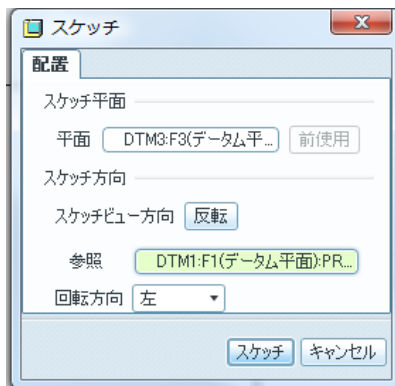 スケッチ
配置
スケッチ平面
平面 DTM3:F3(データム平... 前使用
スケッチ方向
スケッチビュー方向 反転
参照 DTM1:F1(データム平面):PR...
回転方向 左
スケッチ キャンセル